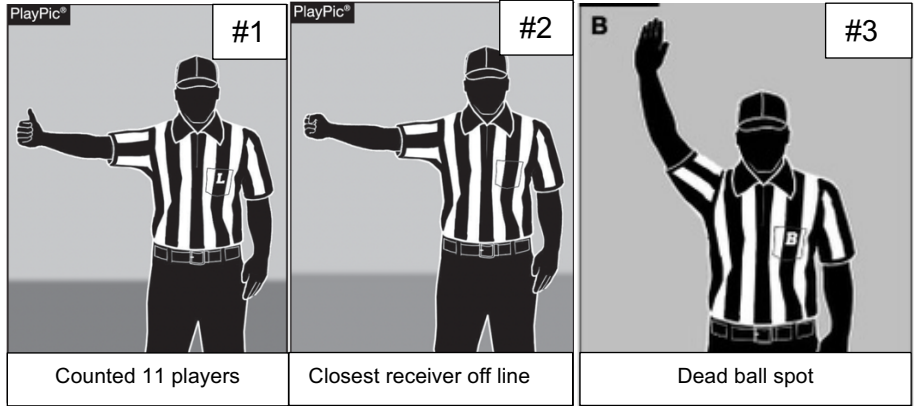 PlayPic®
#1
L
Counted 11 players
PlayPic®
#2
Closest receiver off line
B
#3
B
Dead ball spot